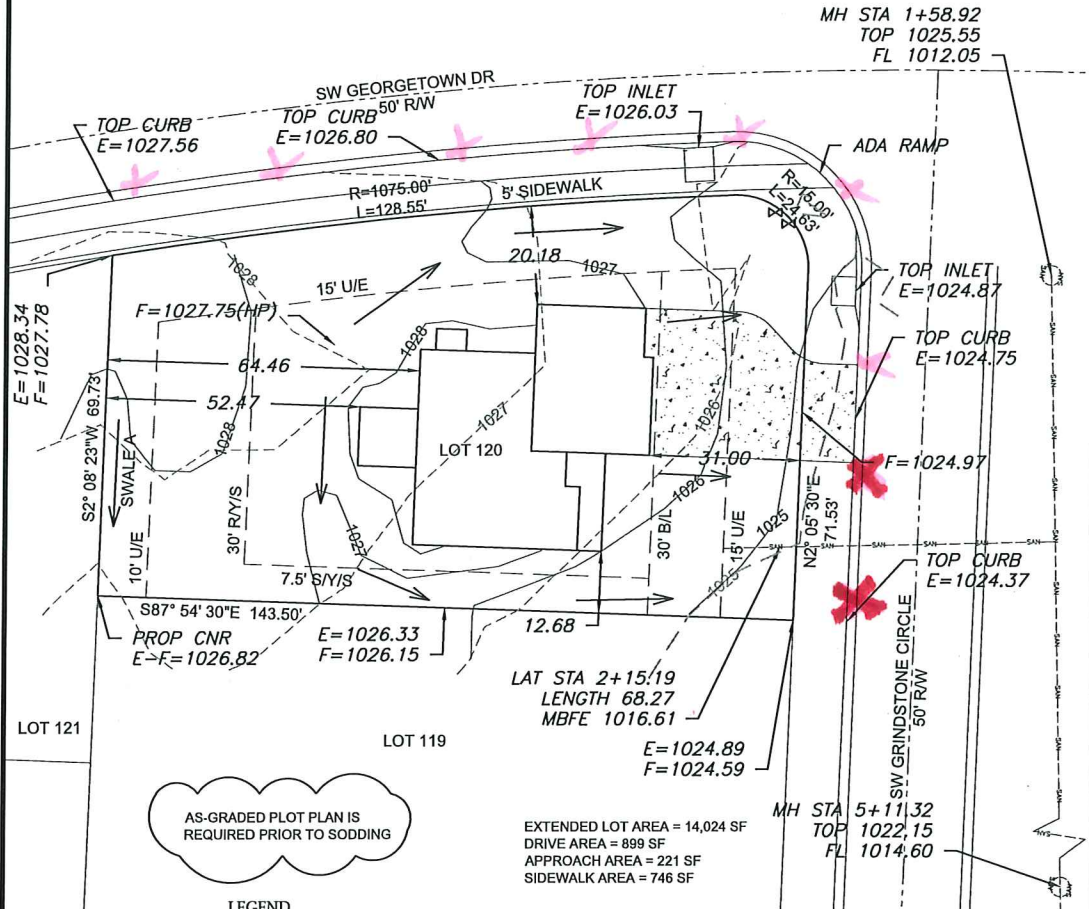 MH STA 1+58.92
TOP 1025.55
FL 1012.05
SW GEORGETOWN DR
50' R/W
TOP INLET
E=1026.03
TOP CURB
E=1027.56
TOP CURB
E=1026.80
ADA RAMP
R=1075.00'
L=128.55'
5' SIDEWALK
R=15.00'
L=24.63'
20.18
1027
1028
15' U/E
TOP INLET
E=1024.87
F=1027.75(HP)
E=1028.34
F=1027.78
TOP CURB
E=1024.75
1028
64.46
52.47
S2° 08' 23"W 69.73'
SWALE A
1028
1027
1026
LOT 120
31.00
F=1024.97
1026
10' U/E
30' R/Y/S
1027
30' B/L
15' U/E
1025
N2° 05' 30"E
71.53'
SAN
SAN
SAN
SAN
SAN
SAN
SAN
SAN
7.5' S/Y/S
1025
TOP CURB
E=1024.37
S87° 54' 30"E 143.50'
PROP CNR
E-F=1026.82
E=1026.33
F=1026.15
12.68
LAT STA 2+15.19
LENGTH 68.27
MBFE 1016.61
SW GRINDSTONE CIRCLE
50' R/W
LOT 121
LOT 119
E=1024.89
F=1024.59
AS-GRADED PLOT PLAN IS
REQUIRED PRIOR TO SODDING
EXTENDED LOT AREA = 14,024 SF
DRIVE AREA = 899 SF
APPROACH AREA = 221 SF
SIDEWALK AREA = 746 SF
MH STA 5+11.32
TOP 1022.15
FL 1014.60
LEGEND